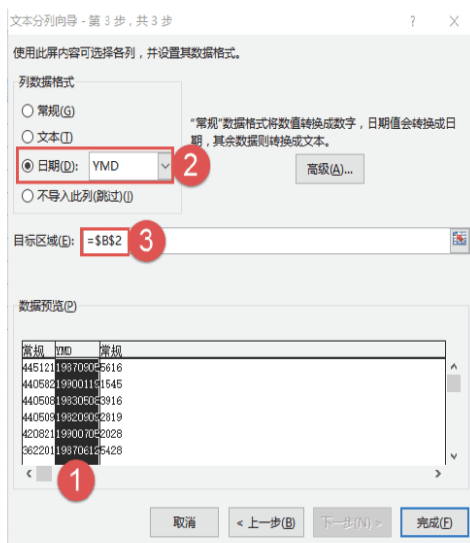 文本分列向导 - 第 3 步，共 3 步 ? ×
使用此屏内容可选择各列，并设置其数据格式。
列数据格式
常规(G)
文本(T)
日期(D): YMD 2
不导入此列(跳过)(I)
“常规”数据格式将数值转换成数字，日期值会转换成日期，其余数据则转换成文本。
高级(A)...
目标区域(E): =$B$2 3
数据预览(P)
常规 YMD 常规
445121 19870905 5616
440582 19900119 1545
440508 19830508 3916
440509 19820909 2819
420821 19900705 2028
362201 19870612 5428
1
取消 < 上一步(B) 下一步(N) > 完成(F)